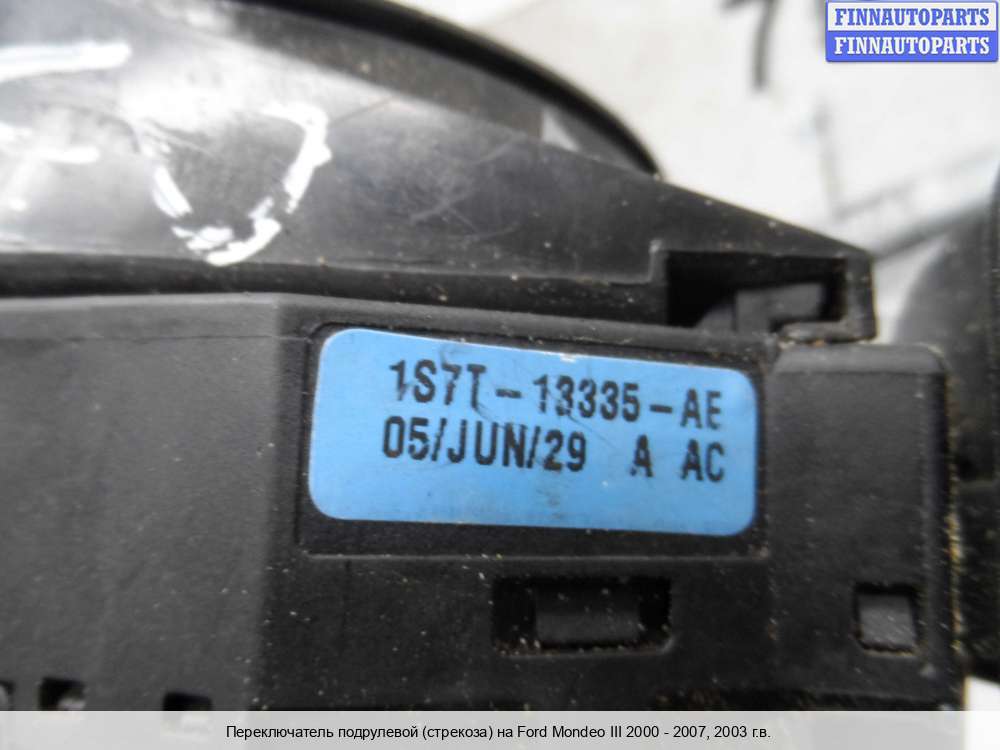 FINNAUTOPARTS
FINNAUTOPARTS
1S7T-13335-AE
05/JUN/29 A AC
Переключатель подрулевой (стрекоза) на Ford Mondeo III 2000 - 2007, 2003 г.в.